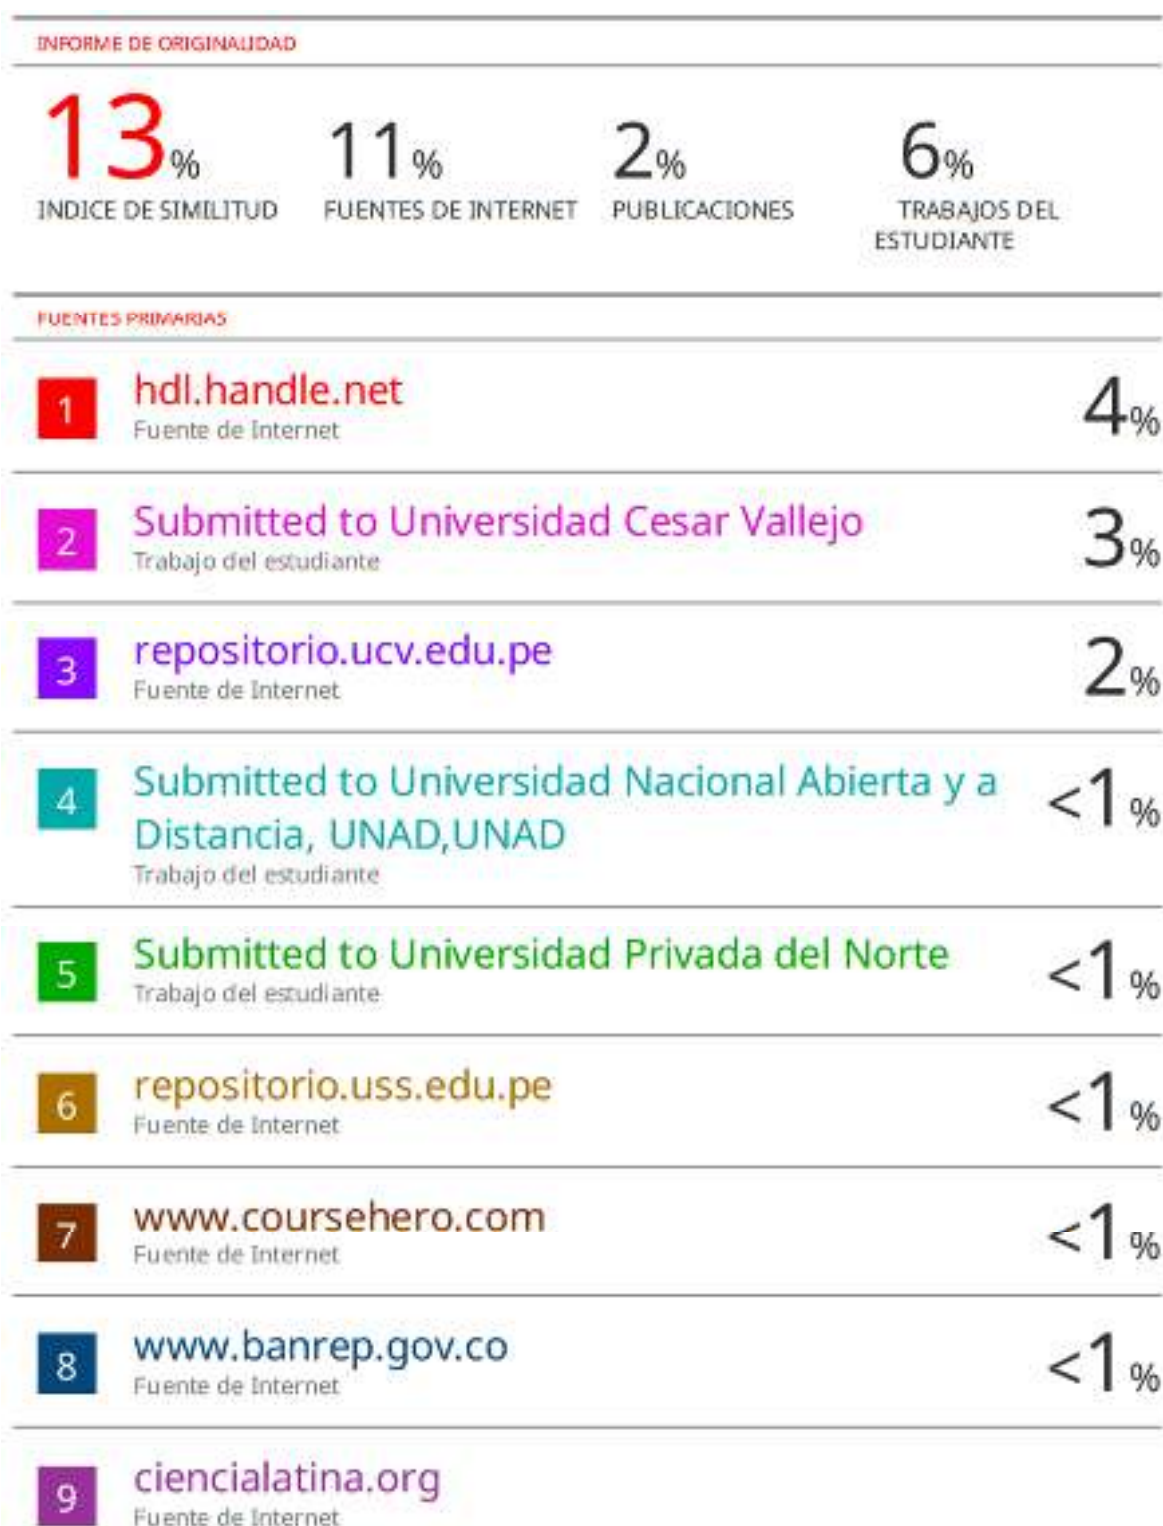 INFORME DE ORIGINALIDAD
13%
INDICE DE SIMILITUD
11%
FUENTES DE INTERNET
2%
PUBLICACIONES
6%
TRABAJOS DEL
ESTUDIANTE
FUENTES PRIMARIAS
1
hdl.handle.net
Fuente de Internet
4%
2
Submitted to Universidad Cesar Vallejo
Trabajo del estudiante
3%
3
repositorio.ucv.edu.pe
Fuente de Internet
2%
4
Submitted to Universidad Nacional Abierta y a
Distancia, UNAD,UNAD
Trabajo del estudiante
<1%
5
Submitted to Universidad Privada del Norte
Trabajo del estudiante
<1%
6
repositorio.uss.edu.pe
Fuente de Internet
<1%
7
www.coursehero.com
Fuente de Internet
<1%
8
www.banrep.gov.co
Fuente de Internet
<1%
9
ciencialatina.org
Fuente de Internet